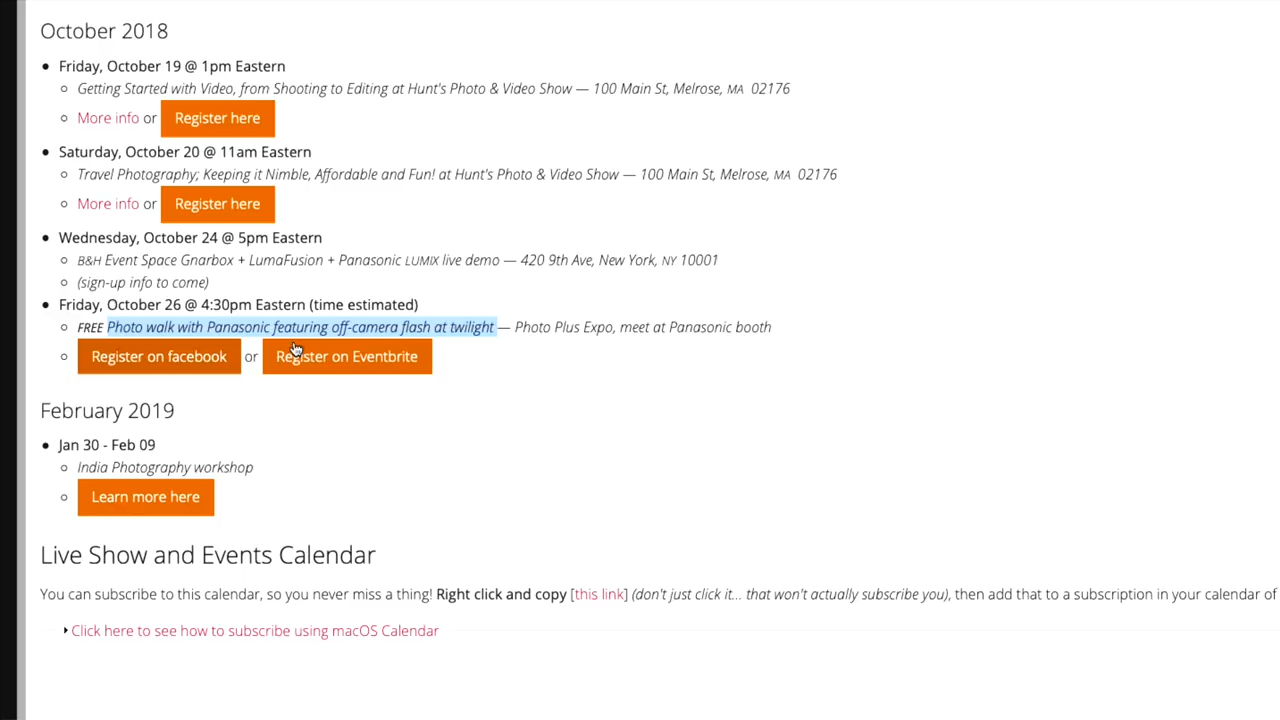 October 2018
Friday, October 19 @ 1pm Eastern
Getting Started with Video, from Shooting to Editing at Hunt's Photo & Video Show — 100 Main St, Melrose, MA 02176
More info or Register here
Saturday, October 20 @ 11am Eastern
Travel Photography; Keeping it Nimble, Affordable and Fun! at Hunt's Photo & Video Show — 100 Main St, Melrose, MA 02176
More info or Register here
Wednesday, October 24 @ 5pm Eastern
B&H Event Space Gnarbox + LumaFusion + Panasonic LUMIX live demo — 420 9th Ave, New York, NY 10001
(sign-up info to come)
Friday, October 26 @ 4:30pm Eastern (time estimated)
FREE Photo walk with Panasonic featuring off-camera flash at twilight — Photo Plus Expo, meet at Panasonic booth
Register on facebook or Register on Eventbrite
February 2019
Jan 30 - Feb 09
India Photography workshop
Learn more here
Live Show and Events Calendar
You can subscribe to this calendar, so you never miss a thing! Right click and copy [this link] (don't just click it... that won't actually subscribe you), then add that to a subscription in your calendar of
Click here to see how to subscribe using macOS Calendar